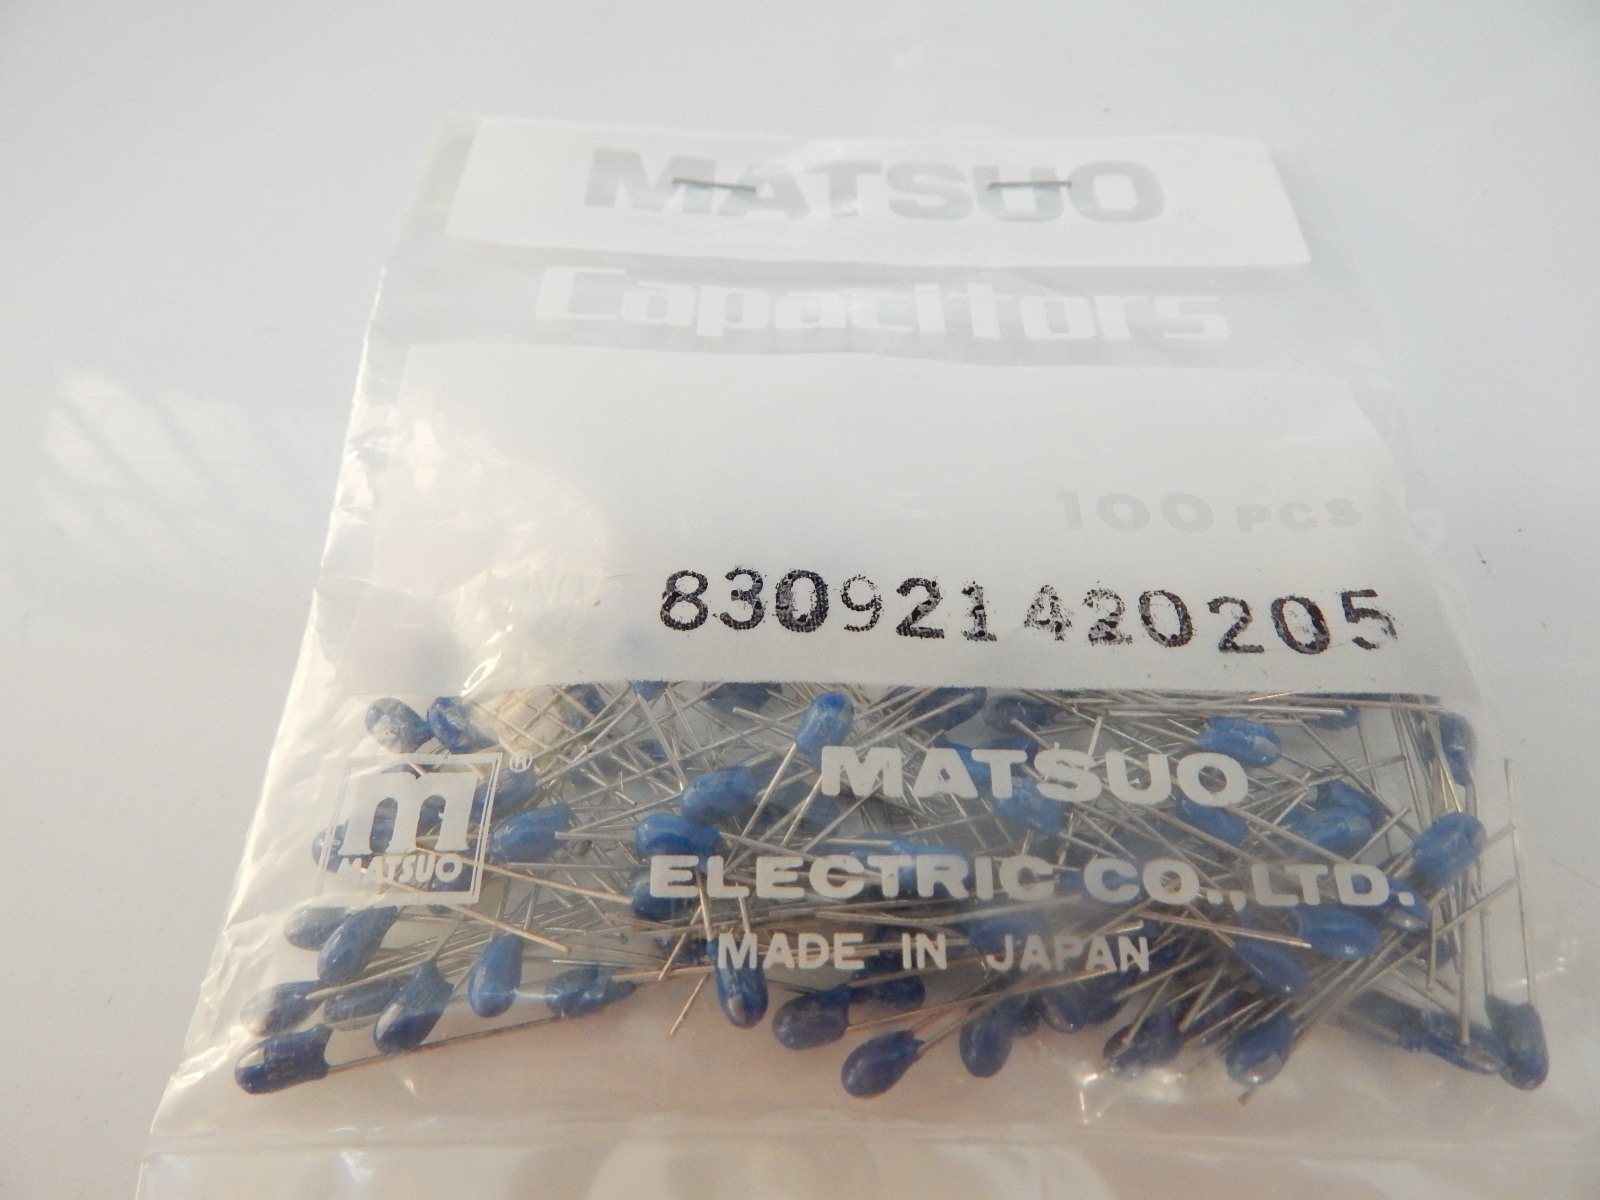 MATSUO
Capacitors
100 PCS
830921420205
m
®
MATSUO
MATSUO
ELECTRIC CO.,LTD.
MADE IN JAPAN